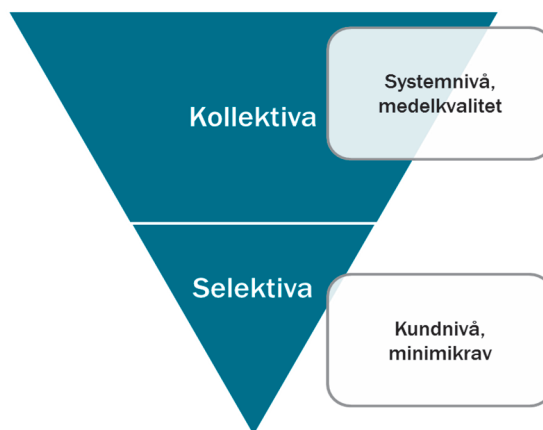 Kollektiva
Systemnivå,
medelkvalitet
Selektiva
Kundnivå,
minimikrav